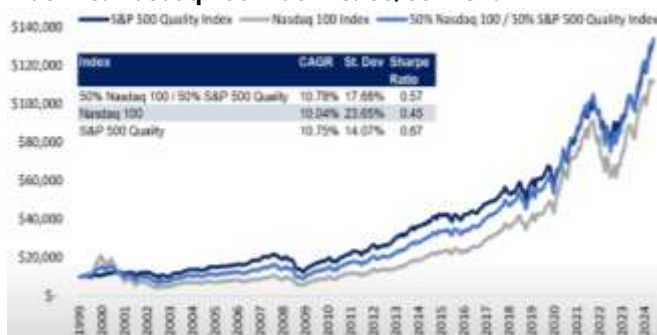 S&P 500 Quality Index Nasdaq 100 Index 50% Nasdaq 100 / 50% S&P 500 Quality Index
$140,000
$120,000
$100,000
$80,000
$60,000
$40,000
$20,000
$-
Index CAGR St. Dev Sharpe
Ratio
50% Nasdaq 100 / 50% S&P 500 Quality 10.78% 17.66% 0.57
Nasdaq 100 10.04% 23.65% 0.45
S&P 500 Quality 10.75% 14.07% 0.67
1999 2000 2001 2002 2003 2004 2005 2006 2007 2008 2009 2010 2011 2012 2013 2014 2015 2016 2017 2018 2019 2020 2021 2022 2023 2024